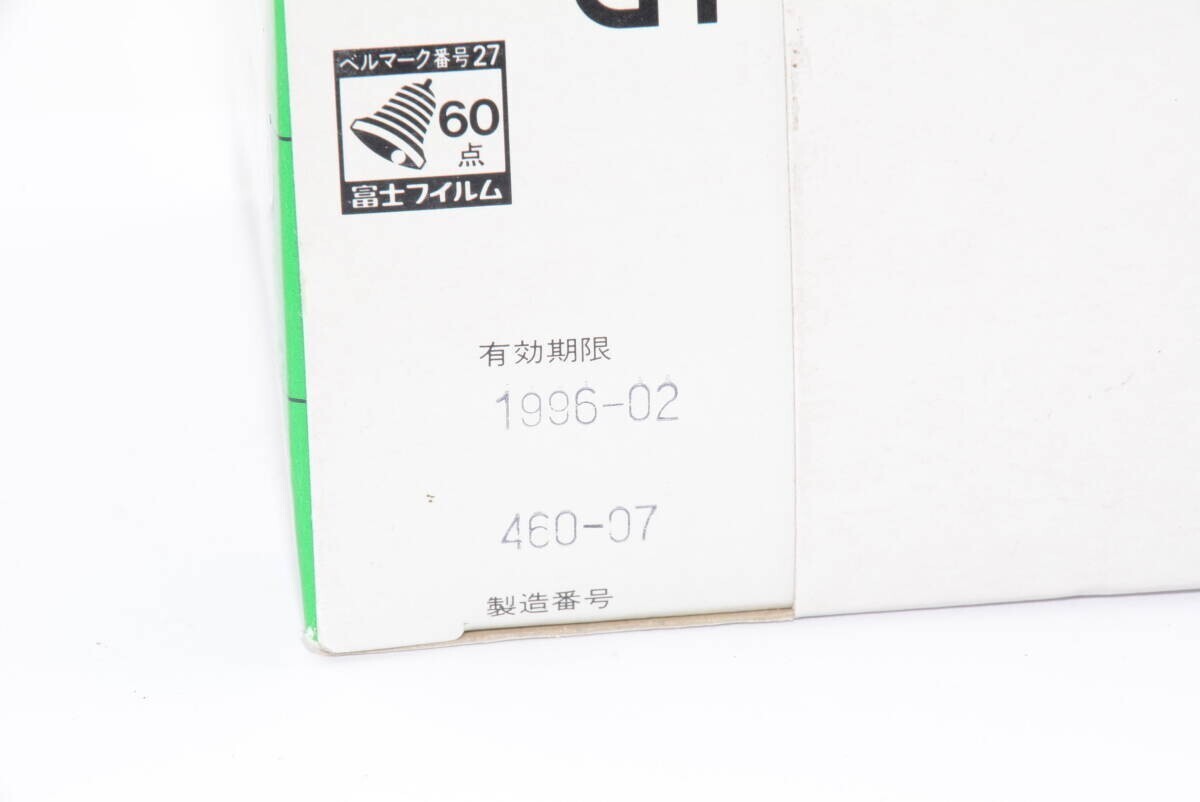 ベルマーク番号27
60
点
富士フイルム
有効期限
1996-02
460-07
製造番号